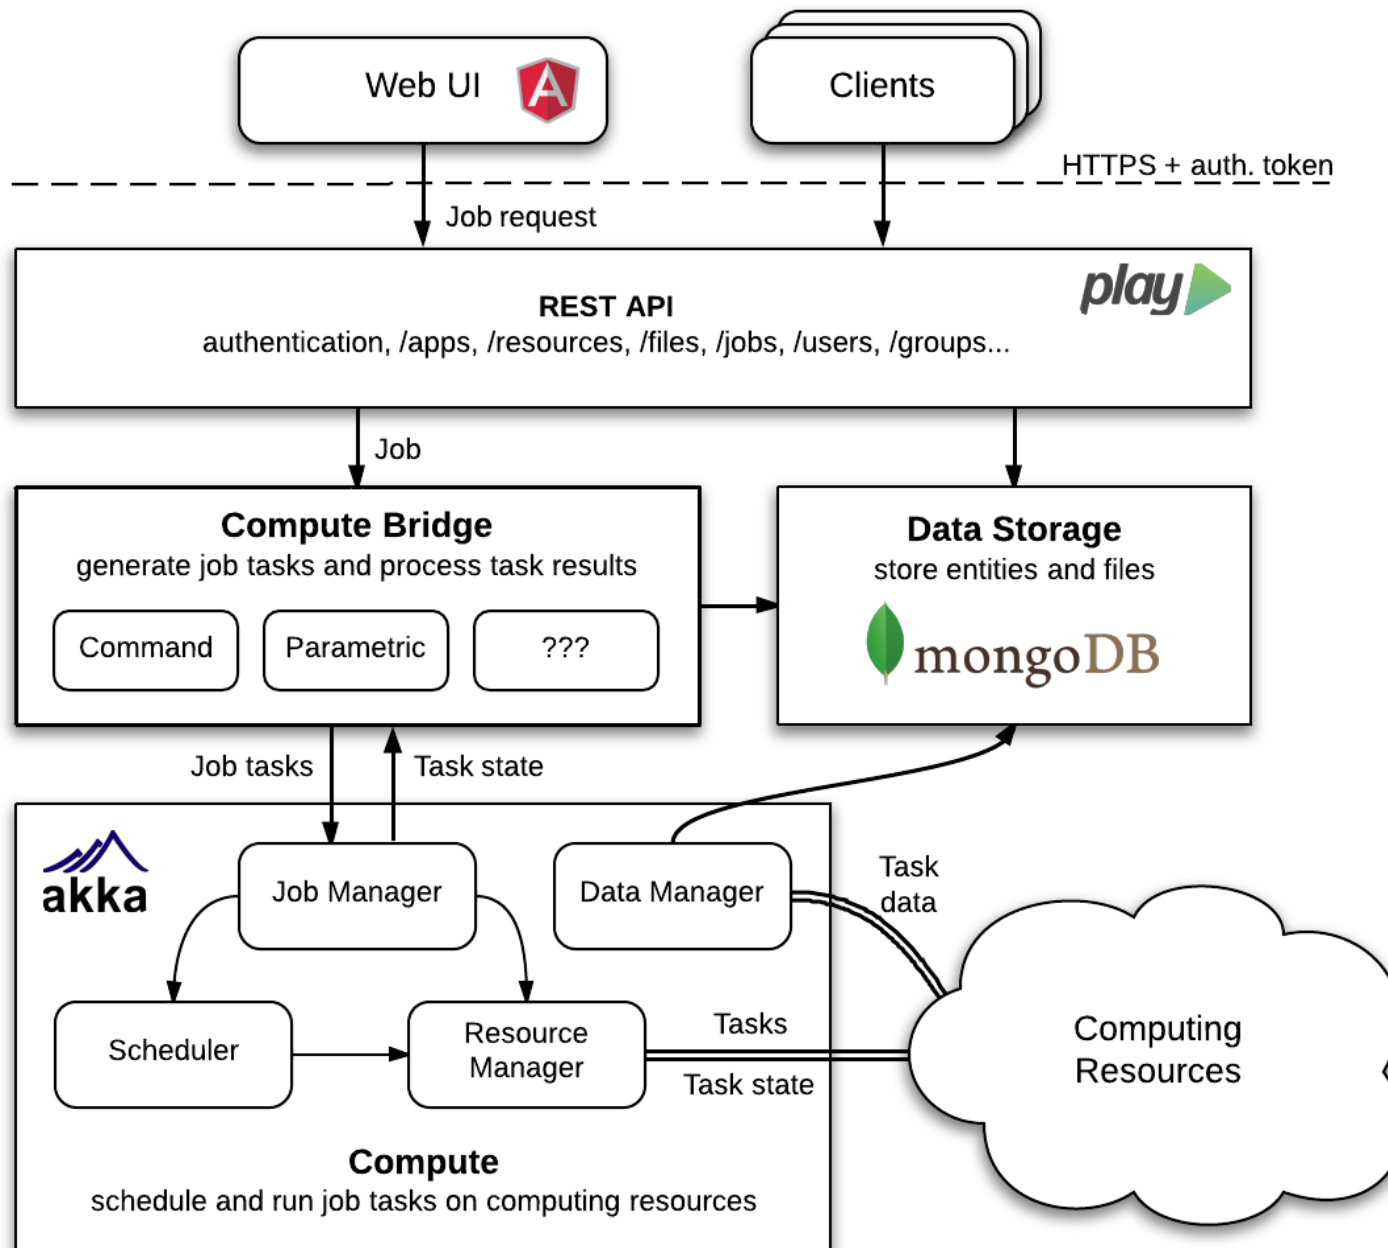 Web UI
Clients
HTTPS + auth. token
Job request
play
REST API
authentication, /apps, /resources, /files, /jobs, /users, /groups...
Job
Compute Bridge
generate job tasks and process task results
Command
Parametric
???
Data Storage
store entities and files
mongoDB
Job tasks
Task state
akka
Job Manager
Data Manager
Task
data
Scheduler
Resource
Manager
Tasks
Task state
Computing
Resources
Compute
schedule and run job tasks on computing resources